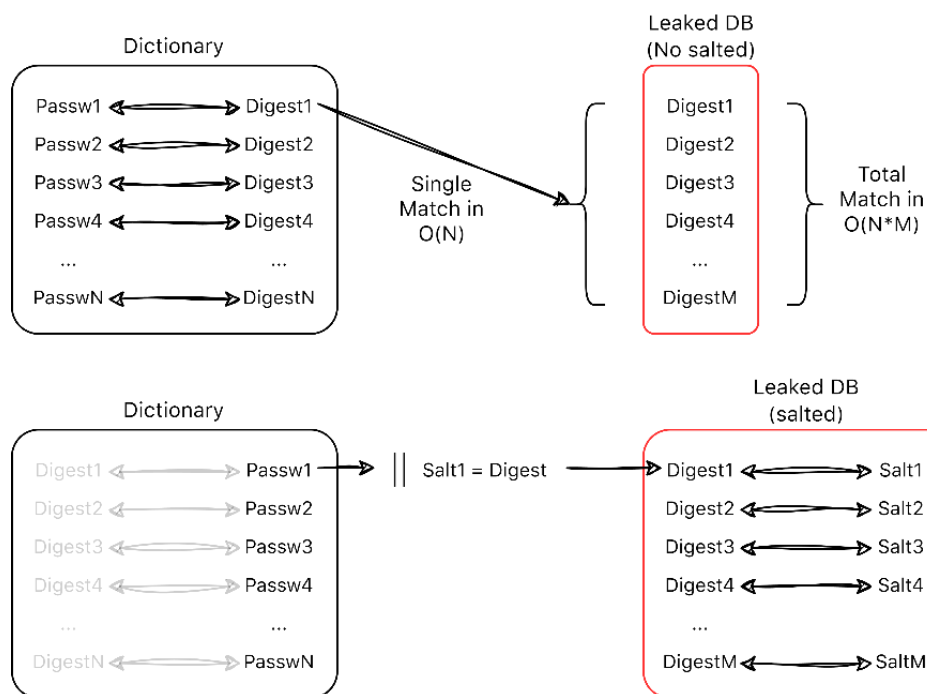 Dictionary
Leaked DB
(No salted)
Passw1 Digest1
Passw2 Digest2
Passw3 Digest3
Passw4 Digest4
... ...
PasswN DigestN
Single
Match in
O(N)
Digest1
Digest2
Digest3
Digest4
...
DigestM
Total
Match in
O(N*M)
Dictionary
Leaked DB
(salted)
Digest1 Passw1
Digest2 Passw2
Digest3 Passw3
Digest4 Passw4
... ...
DigestN PasswN
|| Salt1 = Digest
Digest1 Salt1
Digest2 Salt2
Digest3 Salt3
Digest4 Salt4
...
DigestM SaltM